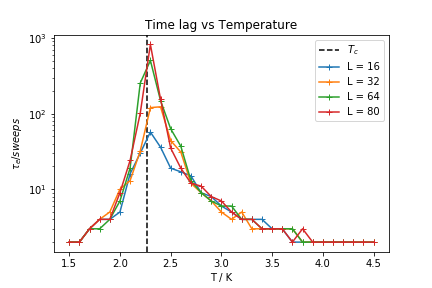 Time lag vs Temperature
10³
10²
10¹
τₑ/sweeps
T_c
L = 16
L = 32
L = 64
L = 80
1.5 2.0 2.5 3.0 3.5 4.0 4.5
T / K